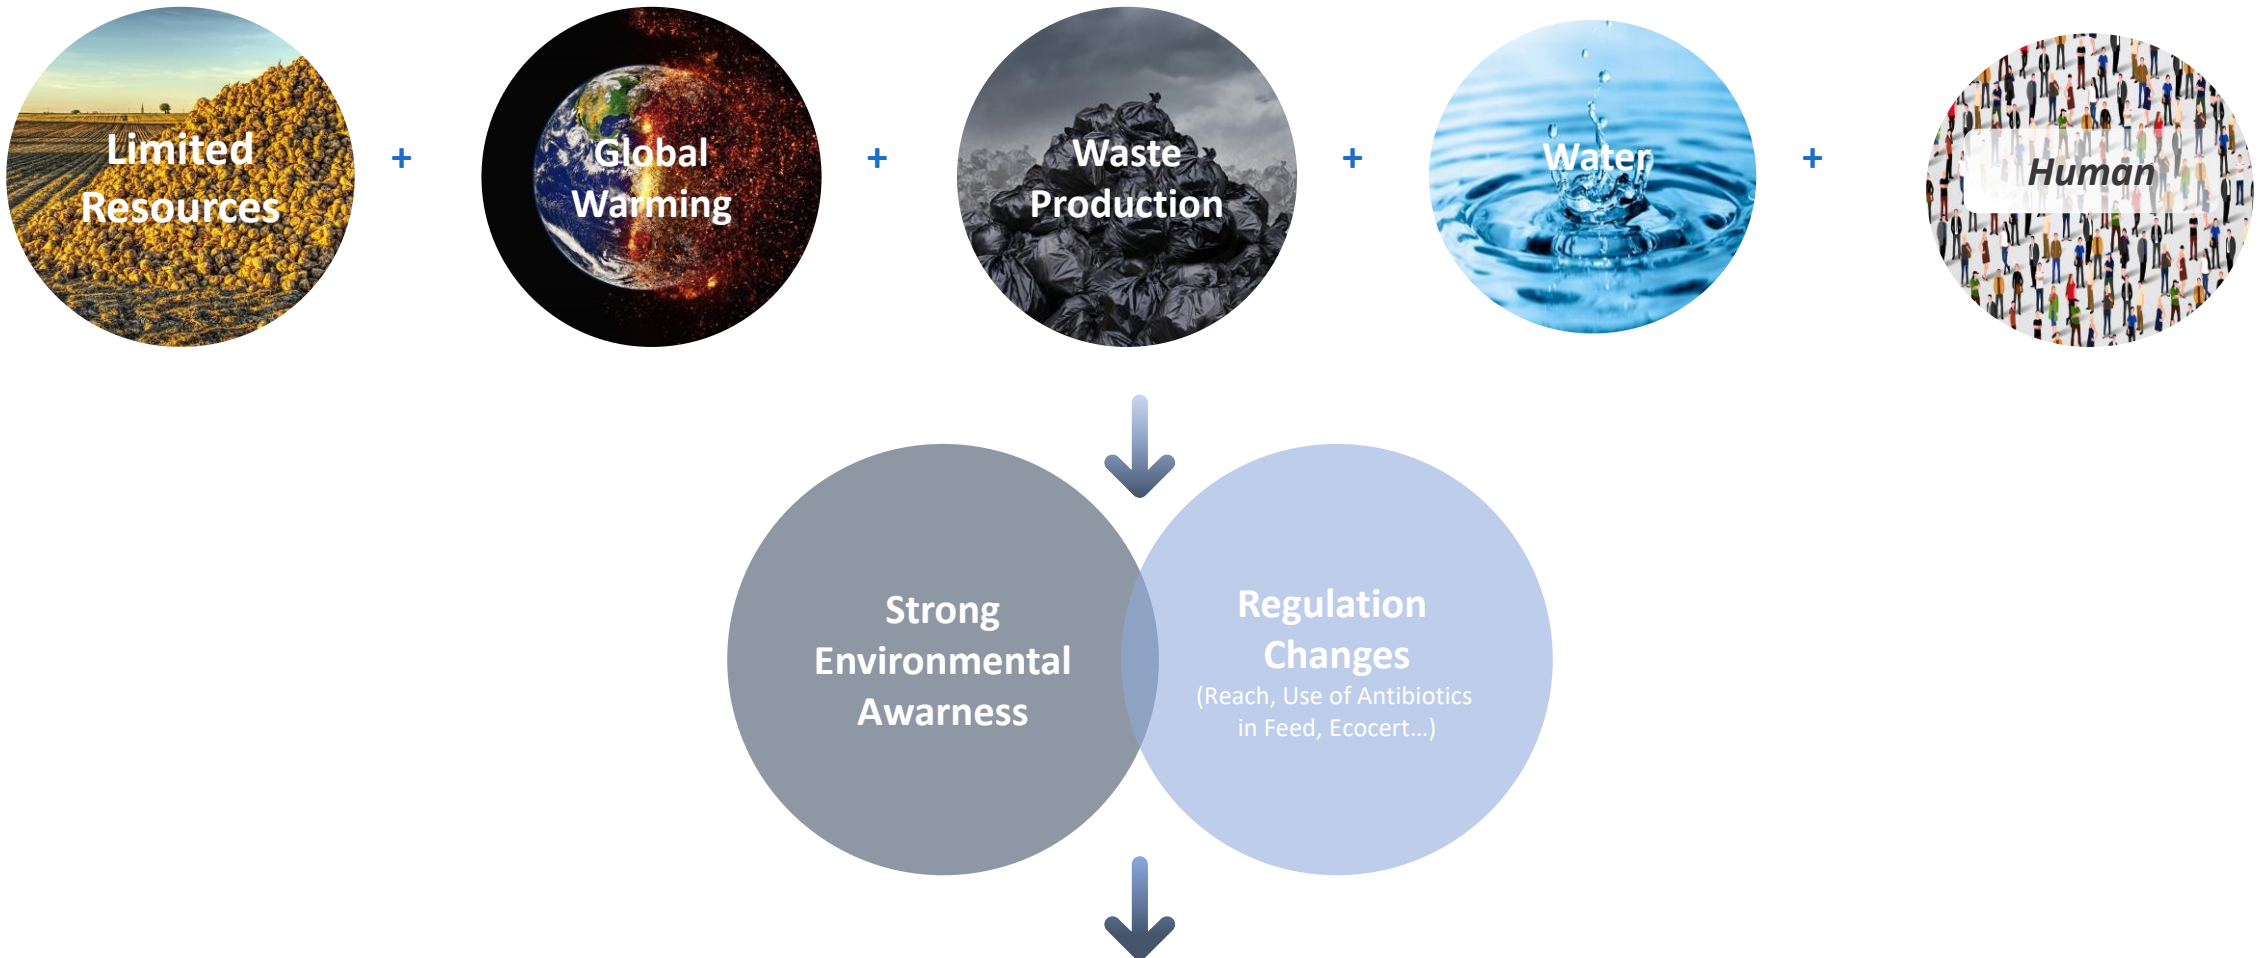 Limited
Resources
+
Global
Warming
+
Waste
Production
+
Water
+
Human
Strong
Environmental
Awarness
Regulation
Changes
(Reach, Use of Antibiotics
in Feed, Ecocert...)